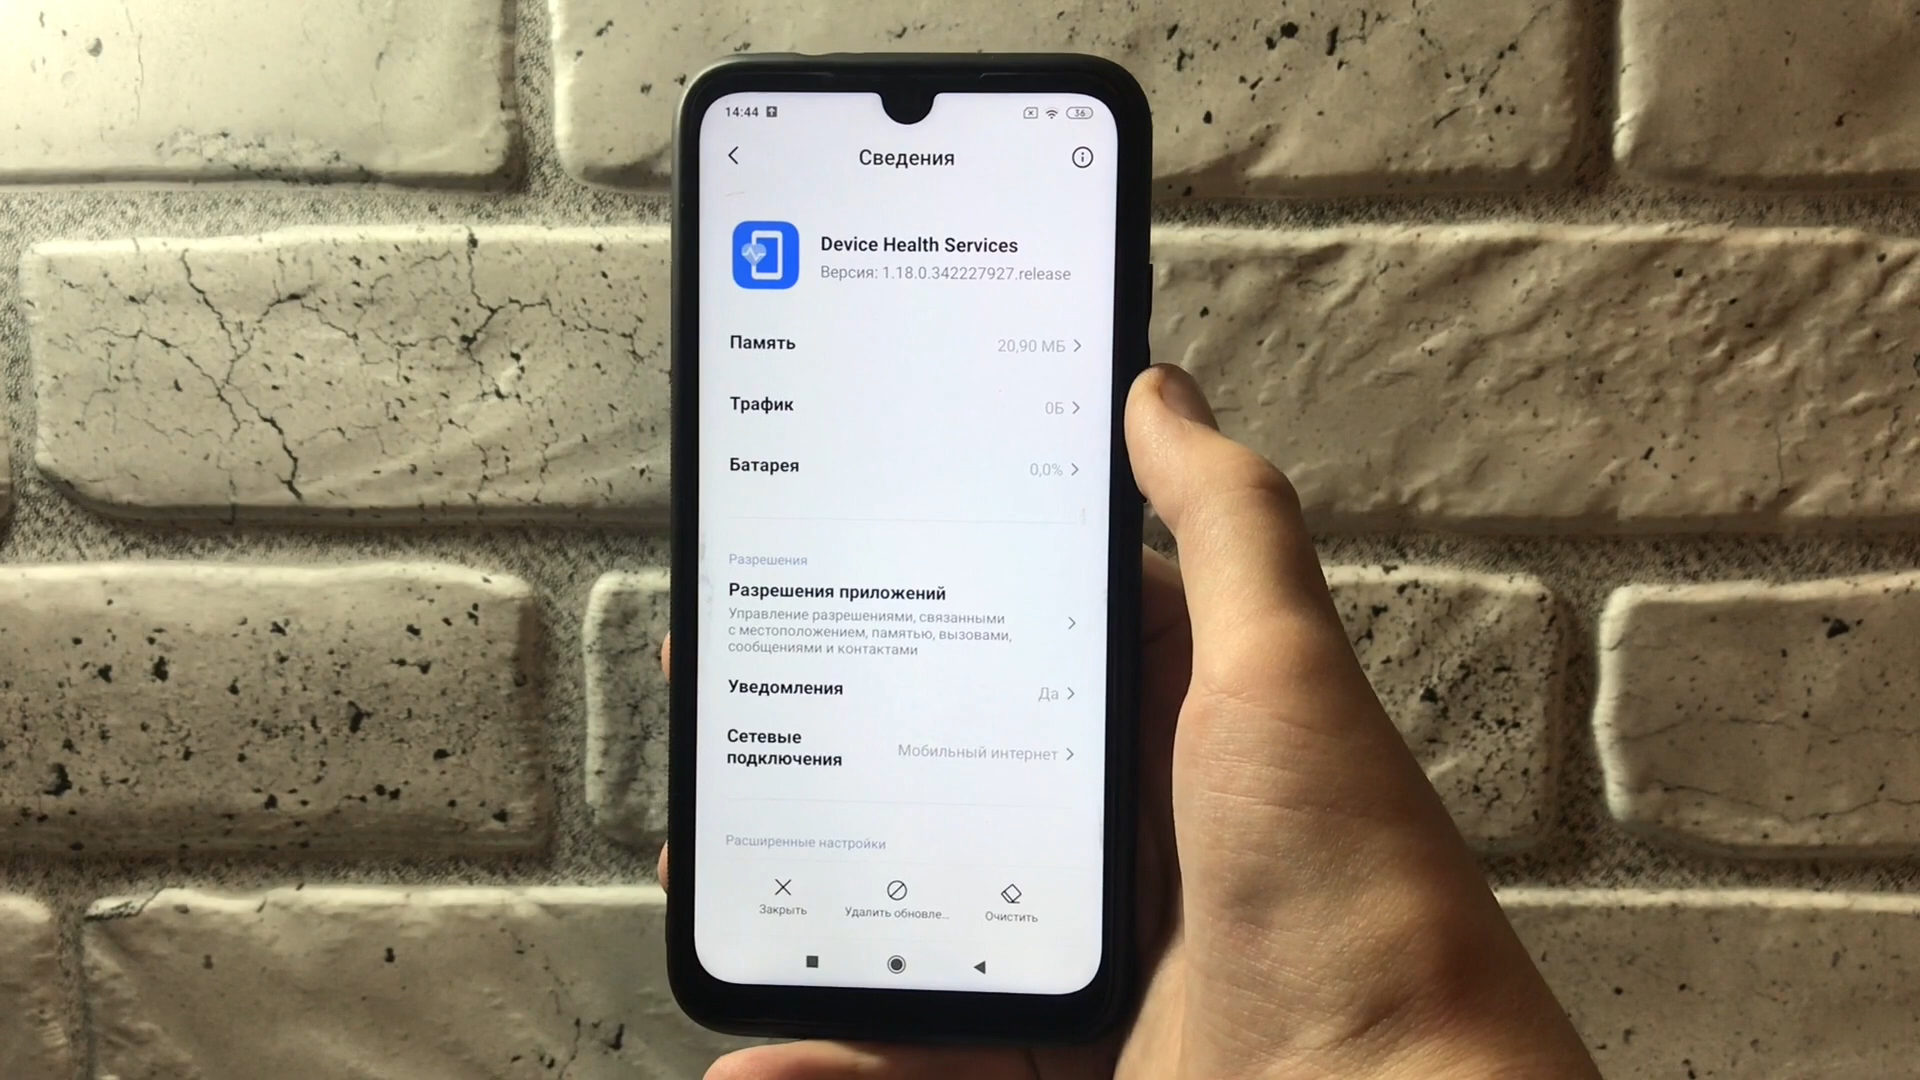 14:44
36
Сведения
Device Health Services
Версия: 1.18.0.342227927.release
Память
20,90 МБ
Трафик
0Б
Батарея
0,0%
Разрешения
Разрешения приложений
Управление разрешениями, связанными
с местоположением, памятью, вызовами,
сообщениями и контактами
Уведомления
Да
Сетевые
подключения
Мобильный интернет
Расширенные настройки
Закрыть
Удалить обновле...
Очистить